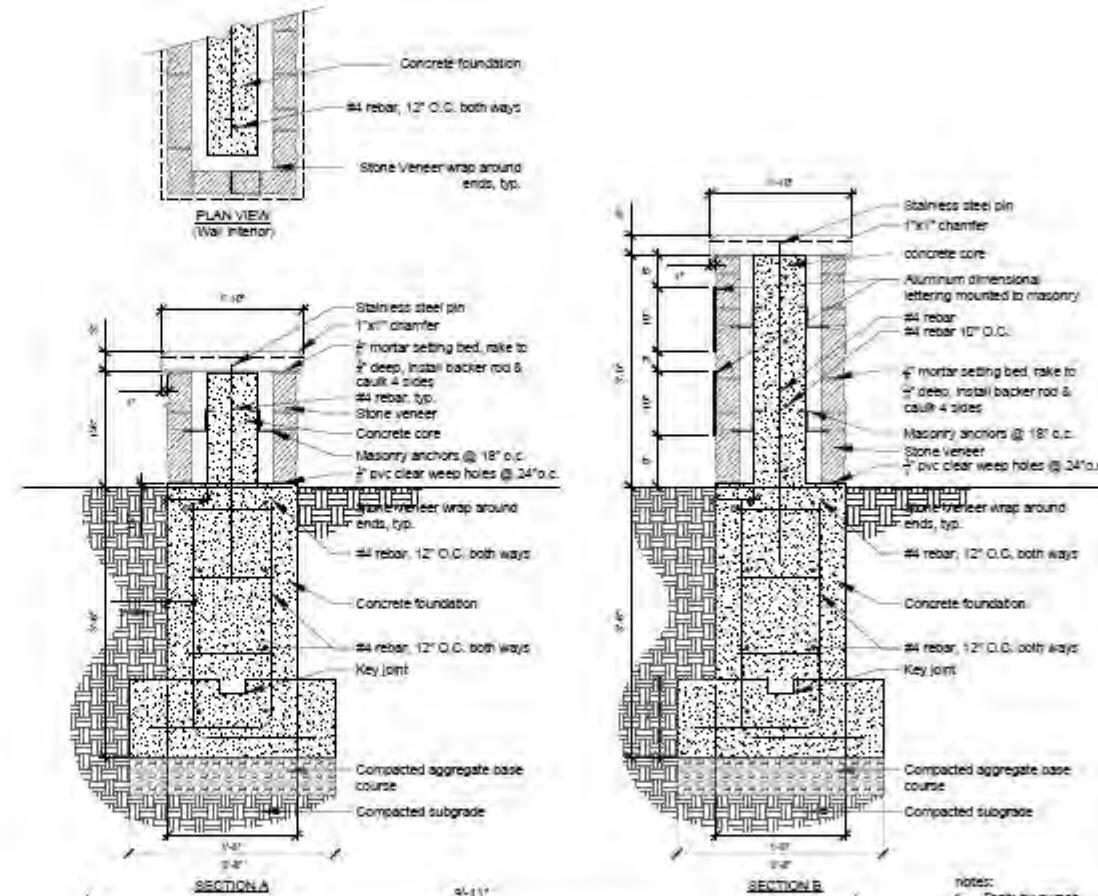 Concrete foundation
#4 rebar, 12" O.C. both ways
Stone Veneer wrap around
ends, typ.
PLAN VIEW
(Wall Interior)
1'-10"
Stainless steel pin
1"x1" chamfer
mortar setting bed, rake to
deep, install backer rod &
caulk 4 sides
#4 rebar, typ.
Stone veneer
Concrete core
Masonry anchors @ 18" o.c.
pvc clear weep holes @ 24"o.c.
Stone veneer wrap around
ends, typ.
#4 rebar, 12" O.C. both ways
Concrete foundation
#4 rebar, 12" O.C. both ways
Key joint
Compacted aggregate base
course
Compacted subgrade
SECTION A
9'-11"
1'-10"
Stainless steel pin
1"x1" chamfer
concrete core
Aluminum dimensional
lettering mounted to masonry
#4 rebar
#4 rebar 10" O.C.
mortar setting bed, rake to
deep, install backer rod &
caulk 4 sides
Masonry anchors @ 18" o.c.
Stone veneer
pvc clear weep holes @ 24"o.c
Stone veneer wrap around
ends, typ.
#4 rebar, 12" O.C. both ways
Concrete foundation
#4 rebar, 12" O.C. both ways
Key joint
Compacted aggregate base
course
Compacted subgrade
SECTION B
notes: